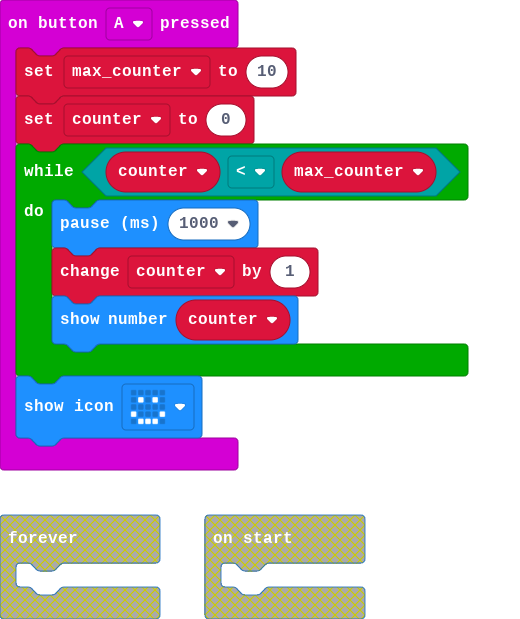 on button A pressed
set max_counter to 10
set counter to 0
while counter < max_counter
do
pause (ms) 1000
change counter by 1
show number counter
show icon
forever
on start